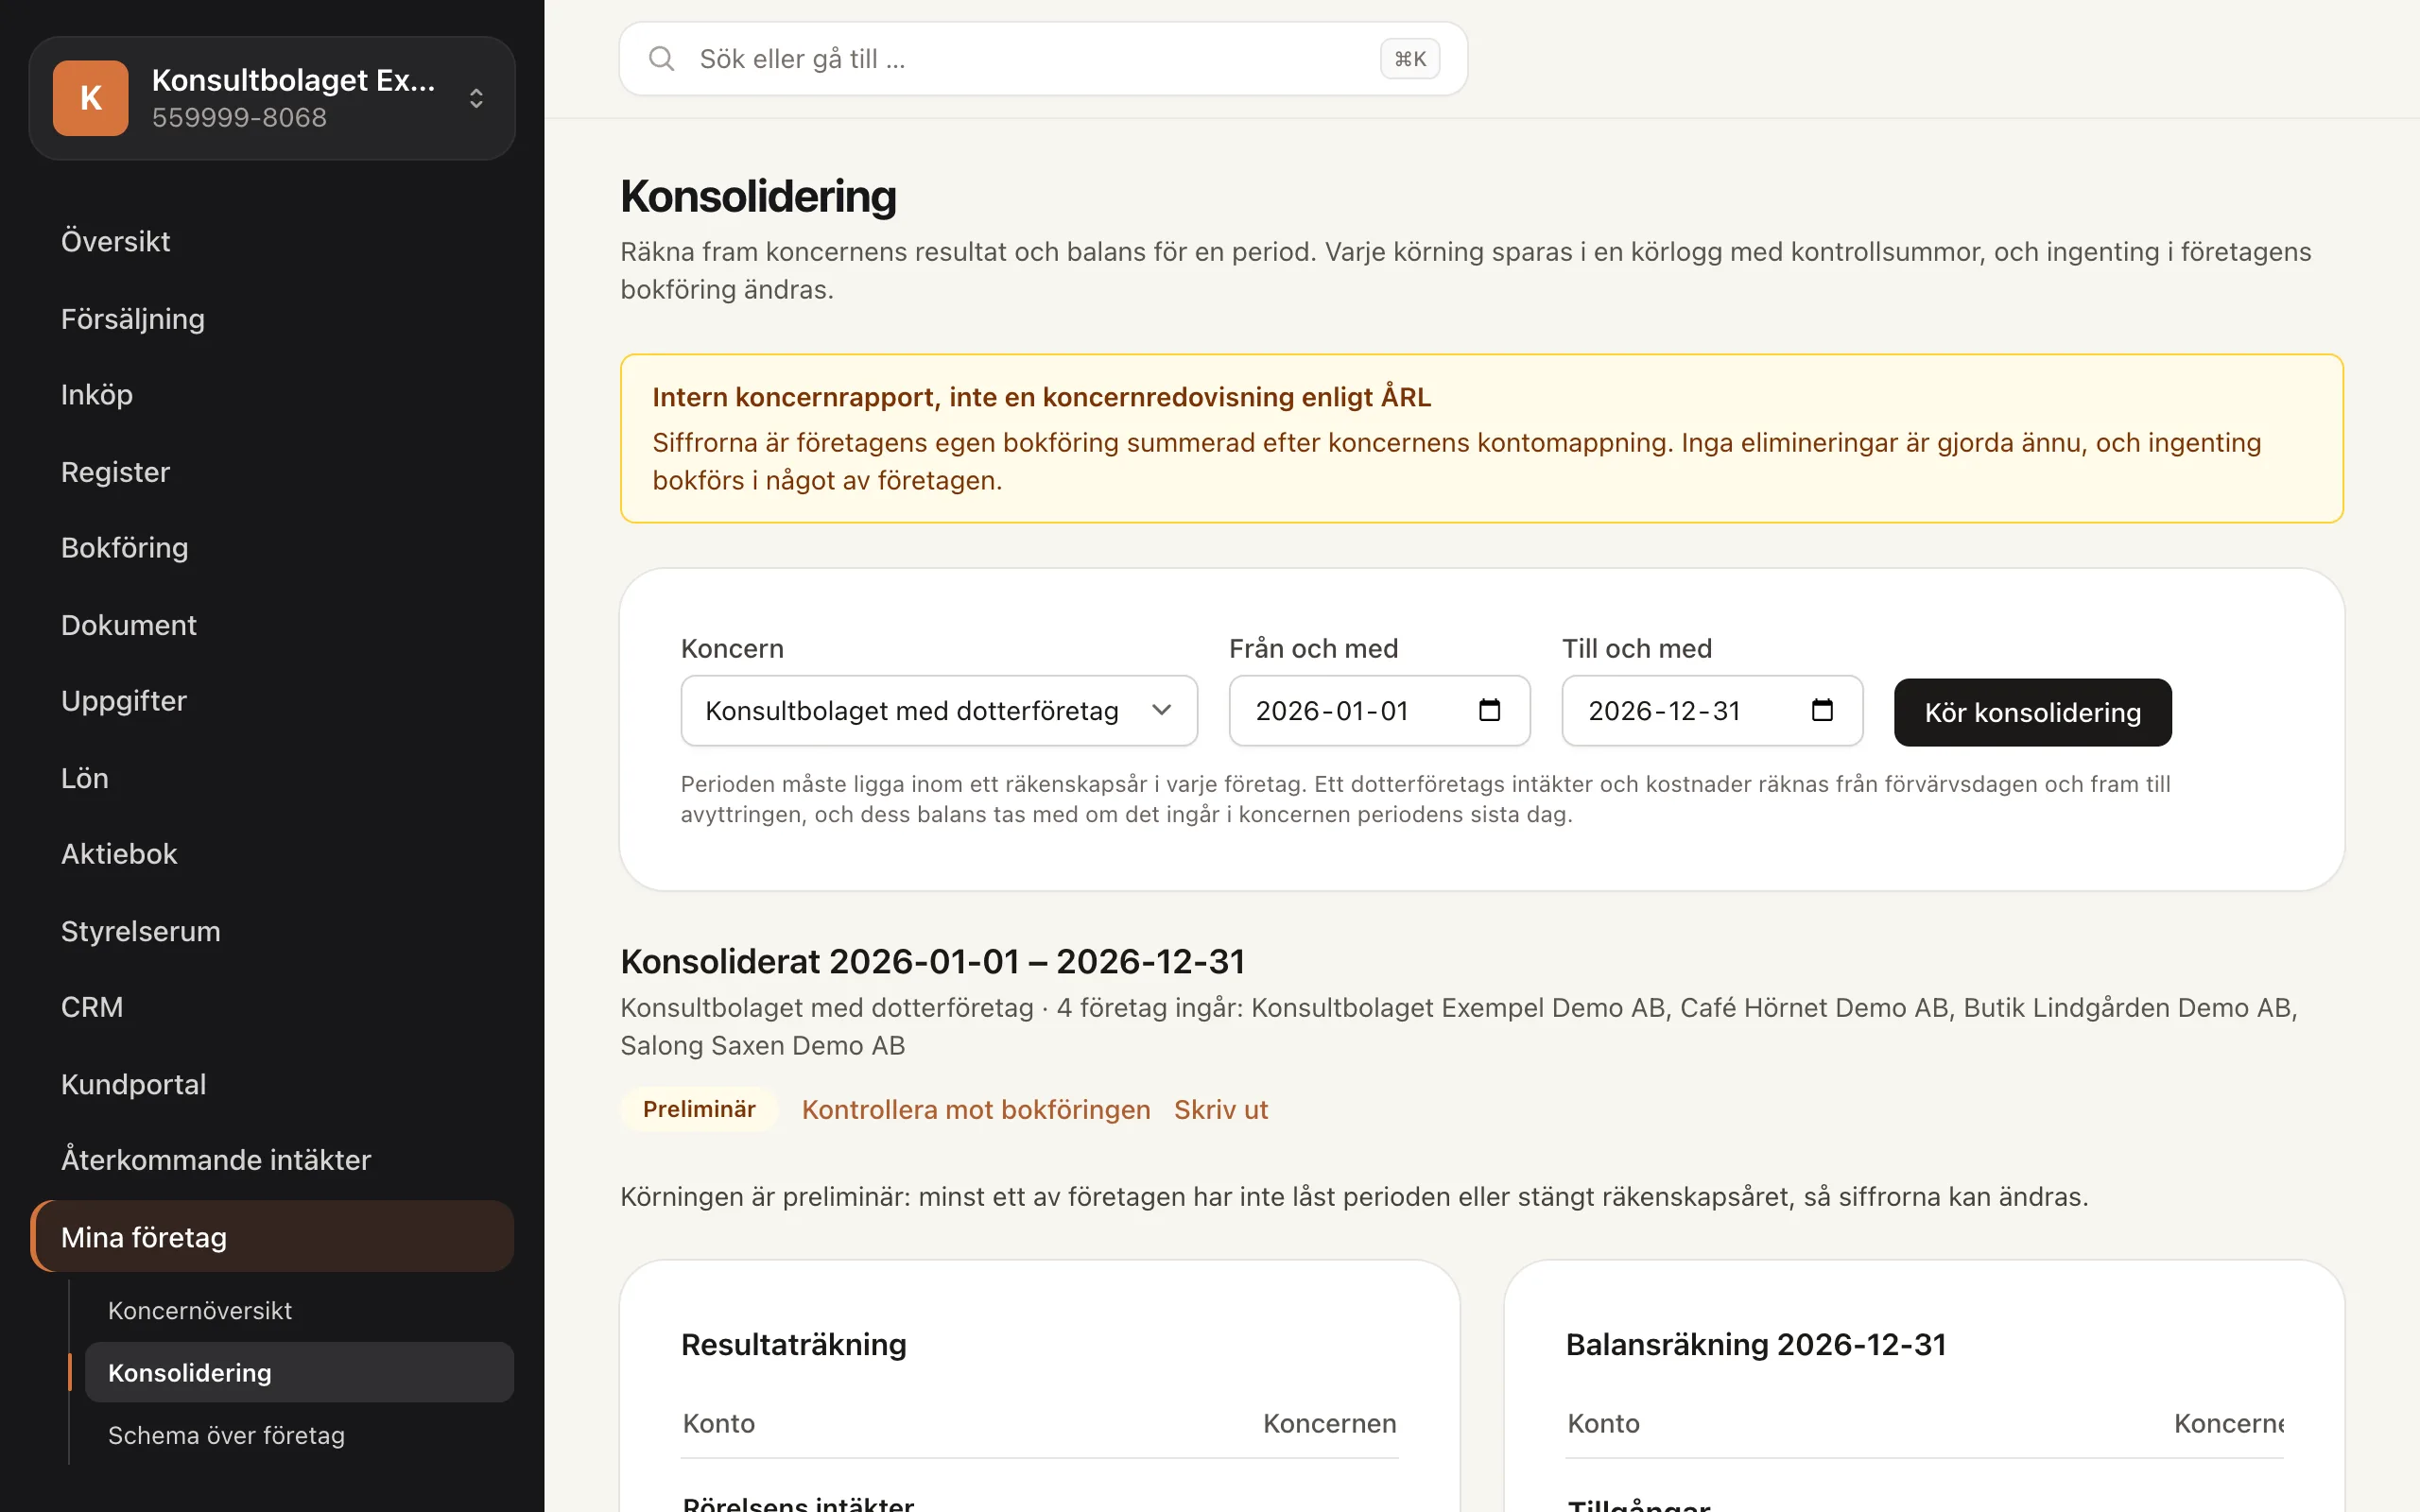 K
Konsultbolaget Ex...
559999-8068
Översikt
Försäljning
Inköp
Register
Bokföring
Dokument
Uppgifter
Lön
Aktiebok
Styrelserum
CRM
Kundportal
Återkommande intäkter
Mina företag
Koncernöversikt
Konsolidering
Schema över företag
Sök eller gå till ...
⌘K
Konsolidering
Räkna fram koncernens resultat och balans för en period. Varje körning sparas i en körlogg med kontrollsummor, och ingenting i företagens
bokföring ändras.
Intern koncernrapport, inte en koncernredovisning enligt ÅRL
Siffrorna är företagens egen bokföring summerad efter koncernens kontomappning. Inga elimineringar är gjorda ännu, och ingenting
bokförs i något av företagen.
Koncern
Från och med
Till och med
Konsultbolaget med dotterföretag
2026-01-01
2026-12-31
Kör konsolidering
Perioden måste ligga inom ett räkenskapsår i varje företag. Ett dotterföretags intäkter och kostnader räknas från förvärvsdagen och fram till
avyttringen, och dess balans tas med om det ingår i koncernen periodens sista dag.
Konsoliderat 2026-01-01 – 2026-12-31
Konsultbolaget med dotterföretag · 4 företag ingår: Konsultbolaget Exempel Demo AB, Café Hörnet Demo AB, Butik Lindgården Demo AB,
Salong Saxen Demo AB
Preliminär
Kontrollera mot bokföringen
Skriv ut
Körningen är preliminär: minst ett av företagen har inte låst perioden eller stängt räkenskapsåret, så siffrorna kan ändras.
Resultaträkning
Konto
Koncernen
Rörelsens intäkter
Balansräkning 2026-12-31
Konto
Koncerne
Tillgångar